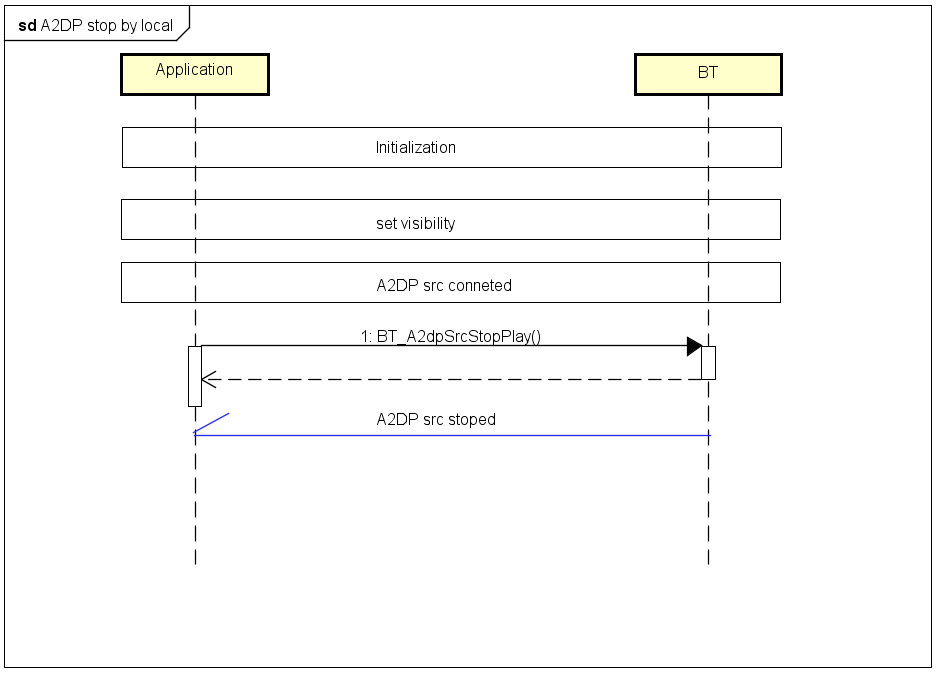 sd A2DP stop by local
Application
BT
Initialization
set visibility
A2DP src conneted
1: BT_A2dpSrcStopPlay()
A2DP src stoped